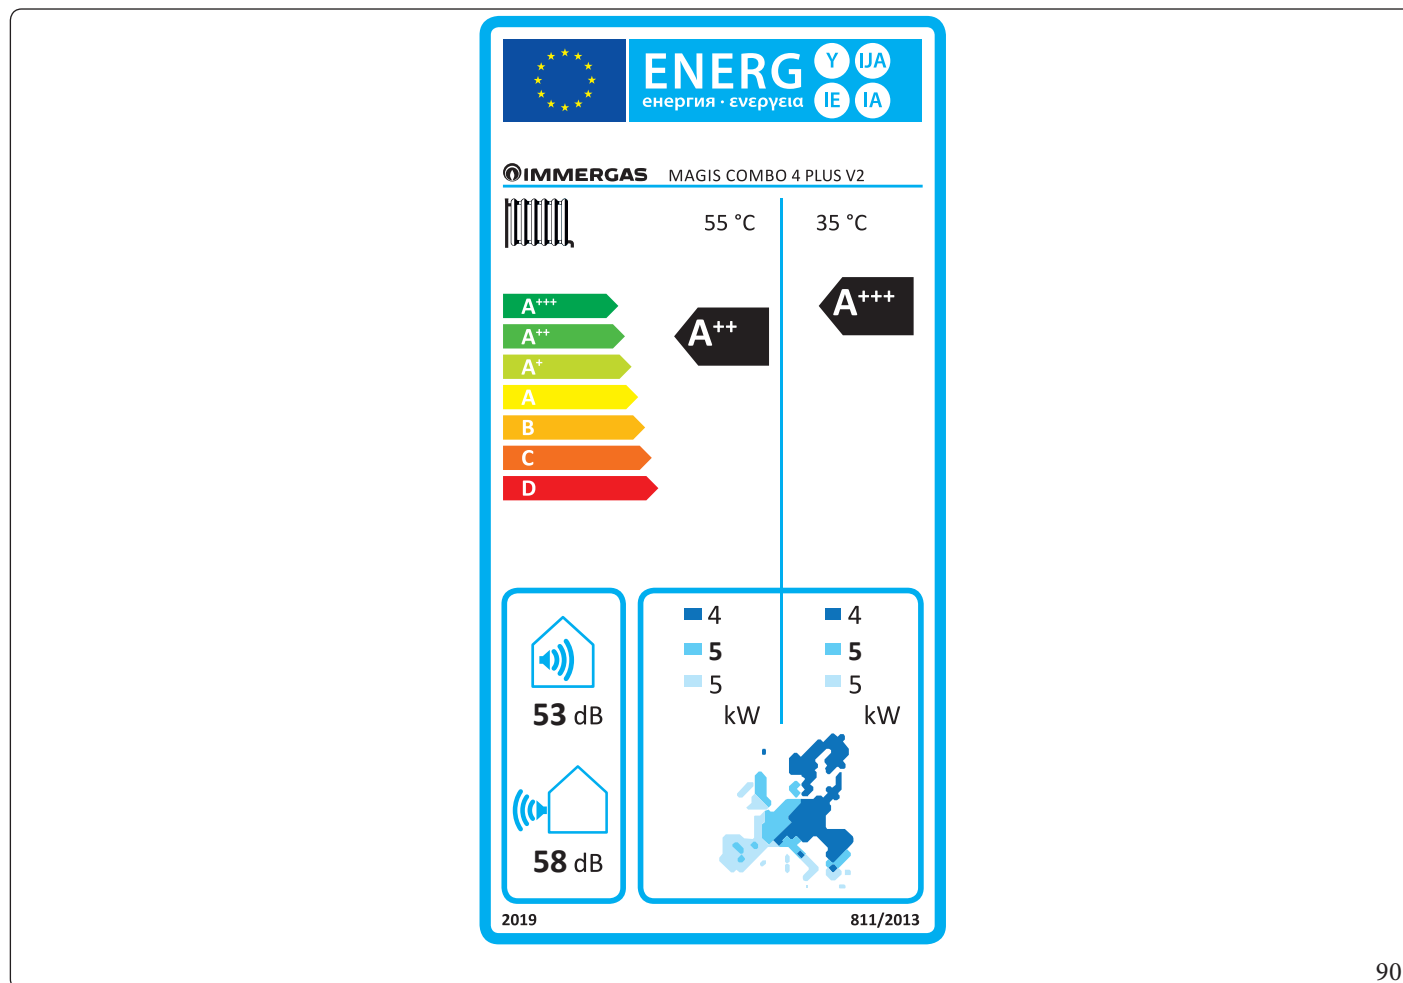 ENERG Y IJA
енергия · ενεργεια IE IA
IMMERGAS MAGIS COMBO 4 PLUS V2
55 °C 35 °C
A+++
A++
A+
A
B
C
D
A++
A+++
53 dB
58 dB
4 4
5 5
5 5
kW kW
2019 811/2013
90